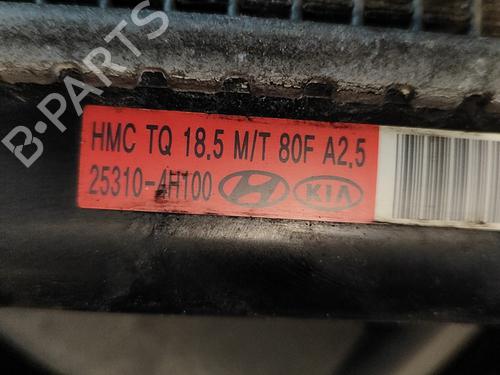 B-PARTS
HMC TQ 18.5 M/T 80F A2.5
25310-4H100 KIA